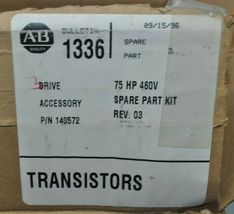 09/15/96
AB
QUALITY
BULLETIN
1336
SPARE
PART
DRIVE 75 HP 460V
ACCESSORY SPARE PART KIT
P/N 140572 REV. 03
TRANSISTORS